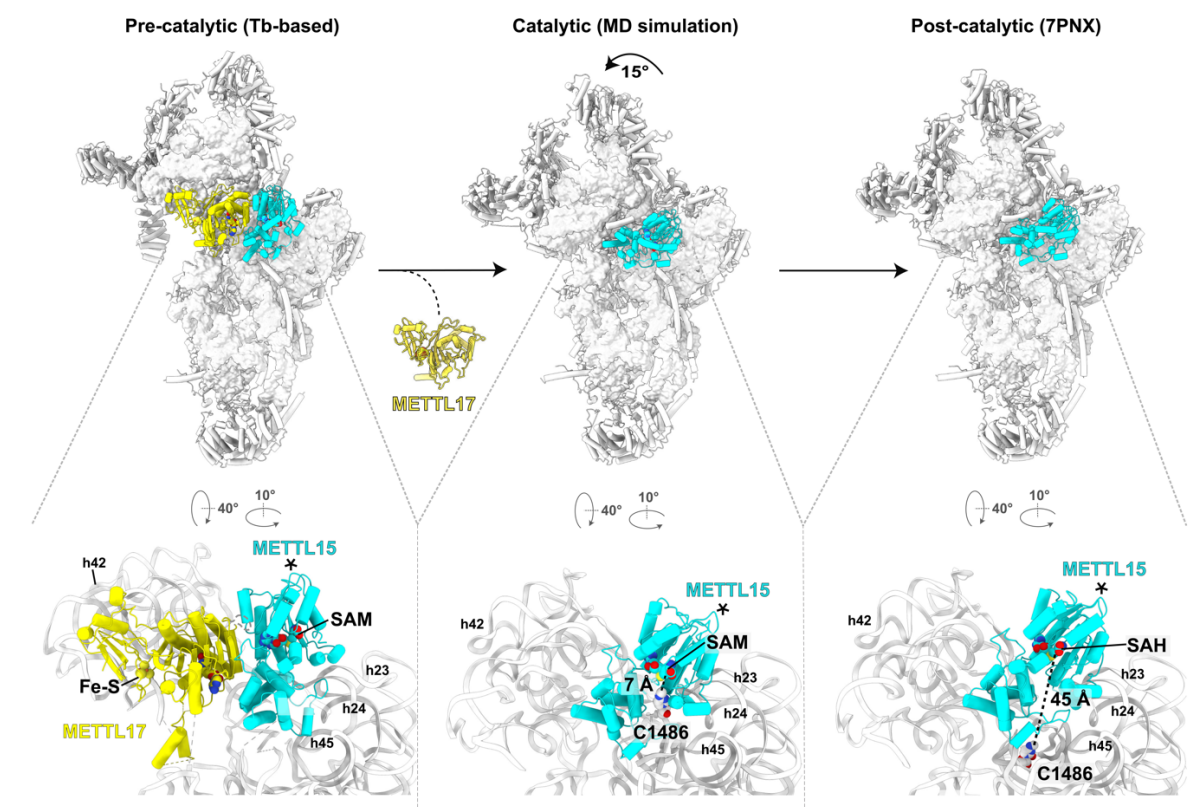 Pre-catalytic (Tb-based)
Catalytic (MD simulation)
Post-catalytic (7PNX)
15°
METTL17
40°
10°
40°
10°
40°
10°
h42
METTL15
*
SAM
Fe-S
h23
h24
METTL17
h45
h42
METTL15
*
SAM
h23
7 Å
h24
C1486
h45
h42
METTL15
*
SAH
h23
45 Å
h24
h45
C1486